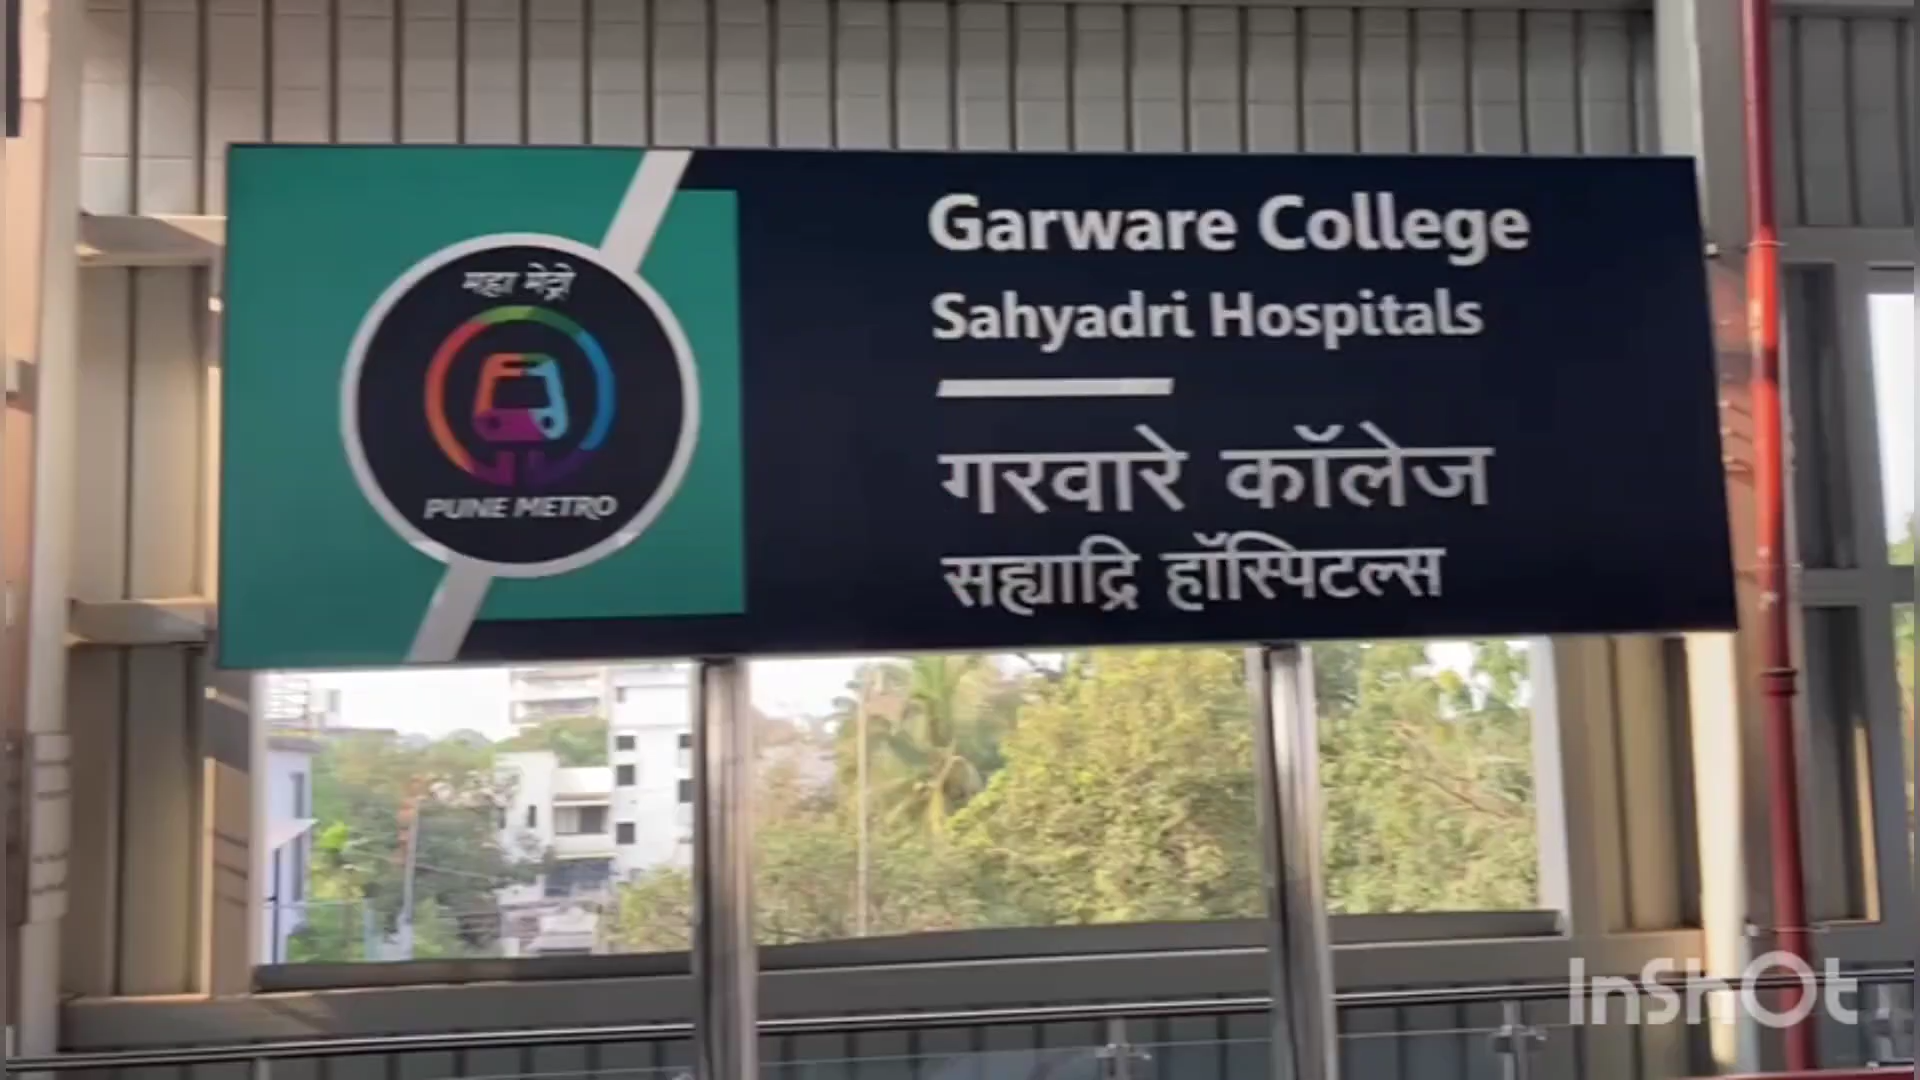 महा मेट्रो
PUNE METRO
Garware College
Sahyadri Hospitals
गरवारे कॉलेज
सह्याद्रि हॉस्पिटल्स
InShOt